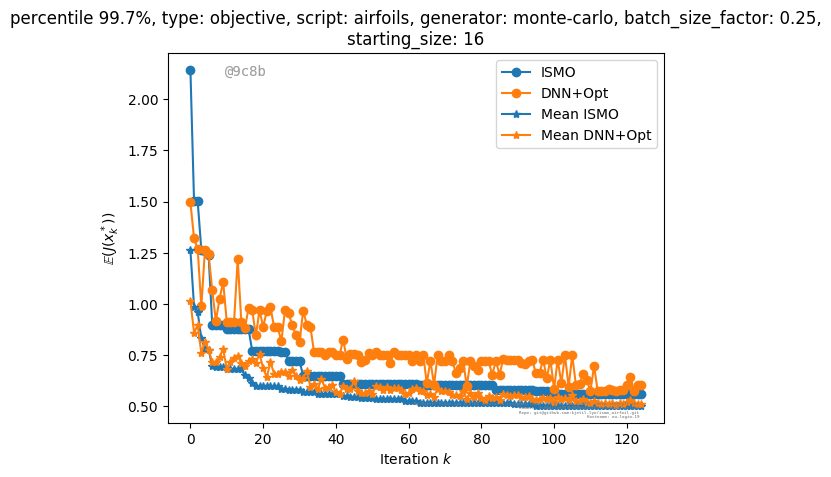 percentile 99.7%, type: objective, script: airfoils, generator: monte-carlo, batch_size_factor: 0.25,
starting_size: 16
@9c8b
ISMO
DNN+Opt
Mean ISMO
Mean DNN+Opt
2.00
1.75
1.50
1.25
1.00
0.75
0.50
𝔼(J(x_k^*))
0
20
40
60
80
100
120
Iteration k